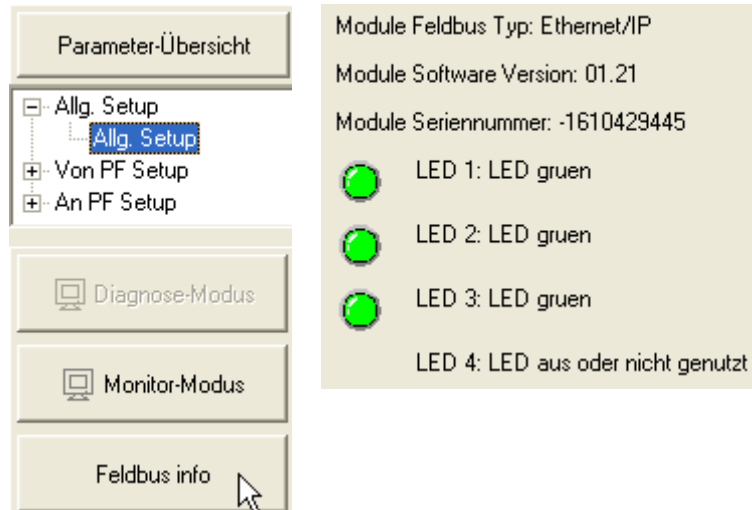 Parameter-Übersicht
Allg. Setup
Allg. Setup
Von PF Setup
An PF Setup
Diagnose-Modus
Monitor-Modus
Feldbus info
Module Feldbus Typ: Ethernet/IP
Module Software Version: 01.21
Module Seriennummer: -1610429445
LED 1: LED gruen
LED 2: LED gruen
LED 3: LED gruen
LED 4: LED aus oder nicht genutzt